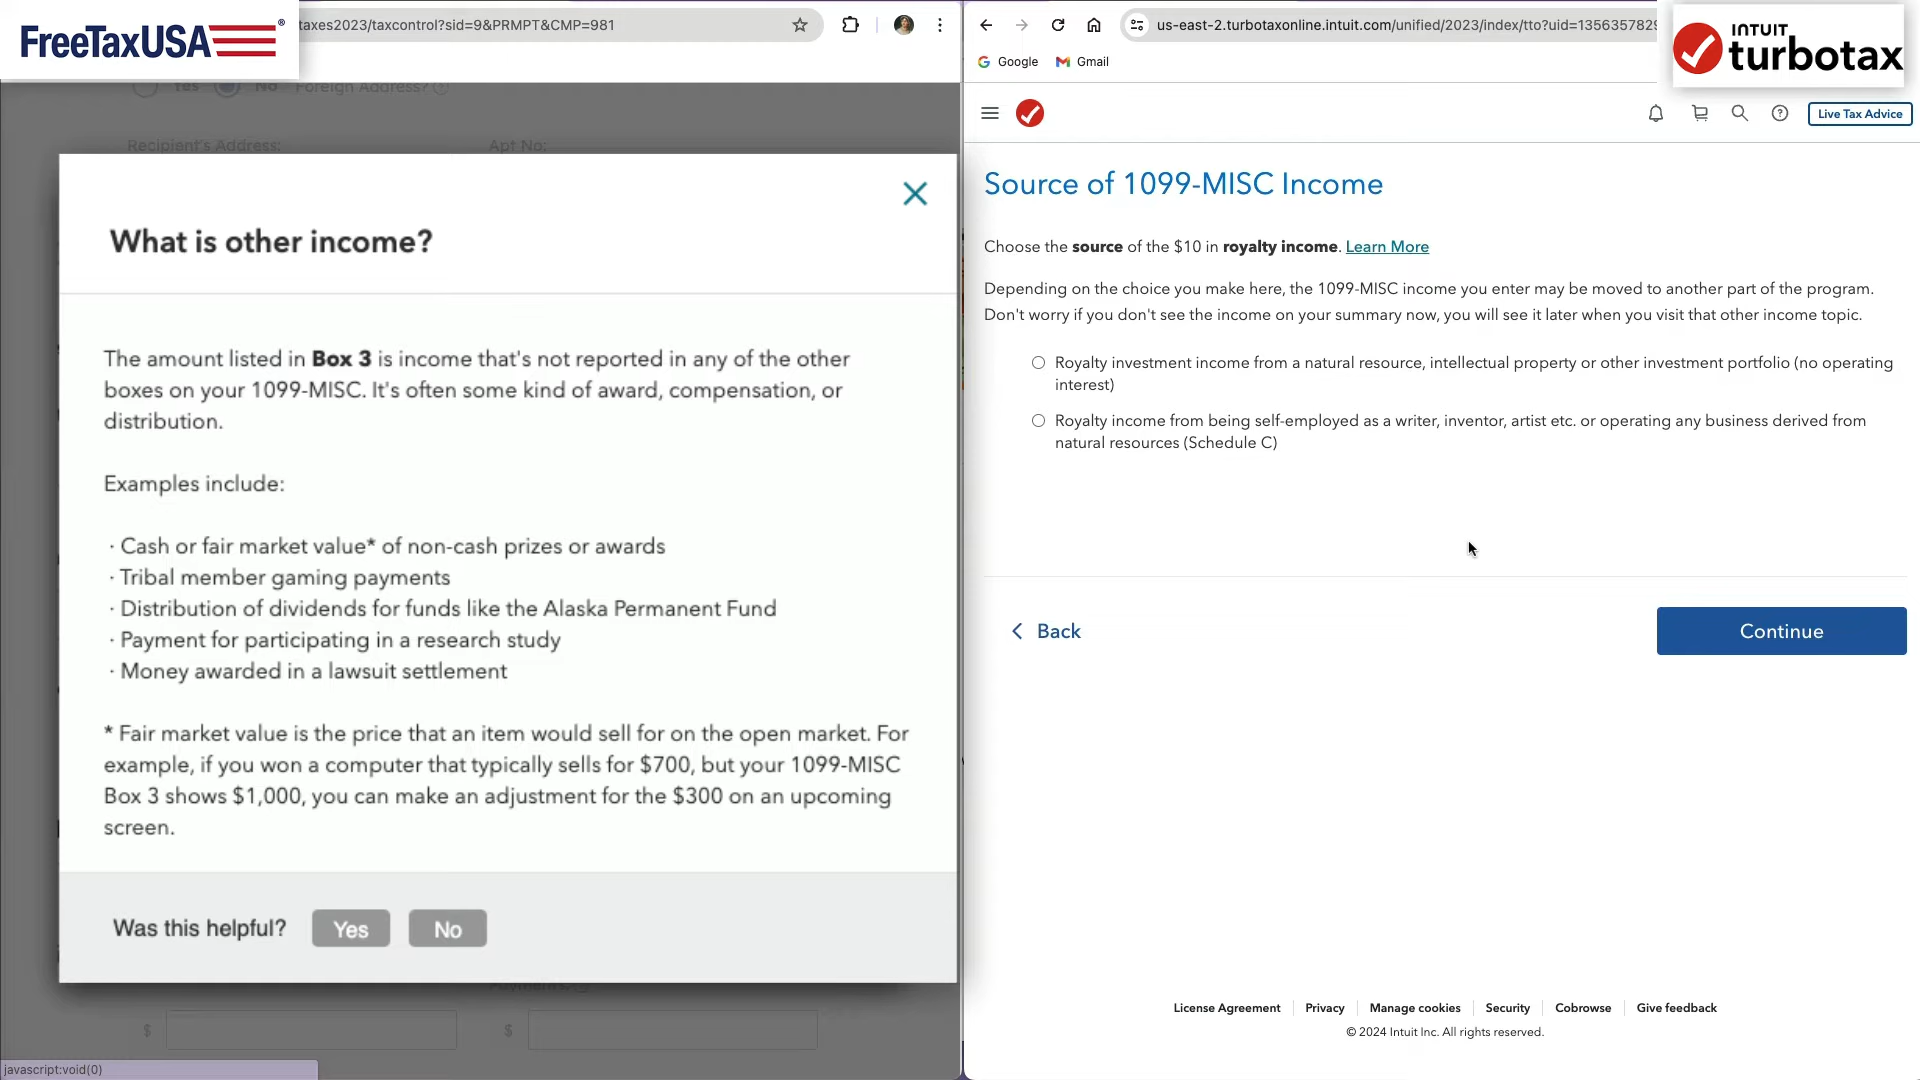 FreeTaxUSA®
taxes2023/taxcontrol?sid=9&PRMPT&CMP=981
Yes No Foreign Address?
Recipient's Address: Apt No:
What is other income?
The amount listed in Box 3 is income that's not reported in any of the other
boxes on your 1099-MISC. It's often some kind of award, compensation, or
distribution.
Examples include:
· Cash or fair market value* of non-cash prizes or awards
· Tribal member gaming payments
· Distribution of dividends for funds like the Alaska Permanent Fund
· Payment for participating in a research study
· Money awarded in a lawsuit settlement
* Fair market value is the price that an item would sell for on the open market. For
example, if you won a computer that typically sells for $700, but your 1099-MISC
Box 3 shows $1,000, you can make an adjustment for the $300 on an upcoming
screen.
Was this helpful? Yes No
$ $
javascript:void(0)
us-east-2.turbotaxonline.intuit.com/unified/2023/index/tto?uid=1356357829
INTUIT
turbotax
Google Gmail
Live Tax Advice
Source of 1099-MISC Income
Choose the source of the $10 in royalty income. Learn More
Depending on the choice you make here, the 1099-MISC income you enter may be moved to another part of the program.
Don't worry if you don't see the income on your summary now, you will see it later when you visit that other income topic.
Royalty investment income from a natural resource, intellectual property or other investment portfolio (no operating
interest)
Royalty income from being self-employed as a writer, inventor, artist etc. or operating any business derived from
natural resources (Schedule C)
Back Continue
License Agreement Privacy Manage cookies Security Cobrowse Give feedback
© 2024 Intuit Inc. All rights reserved.